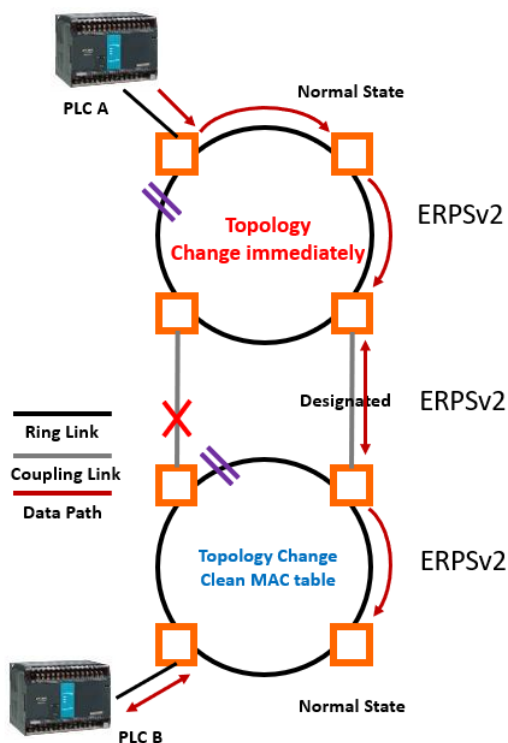 PLC A
Normal State
Topology
Change immediately
ERPSv2
Designated
ERPSv2
Ring Link
Coupling Link
Data Path
Topology Change
Clean MAC table
ERPSv2
Normal State
PLC B